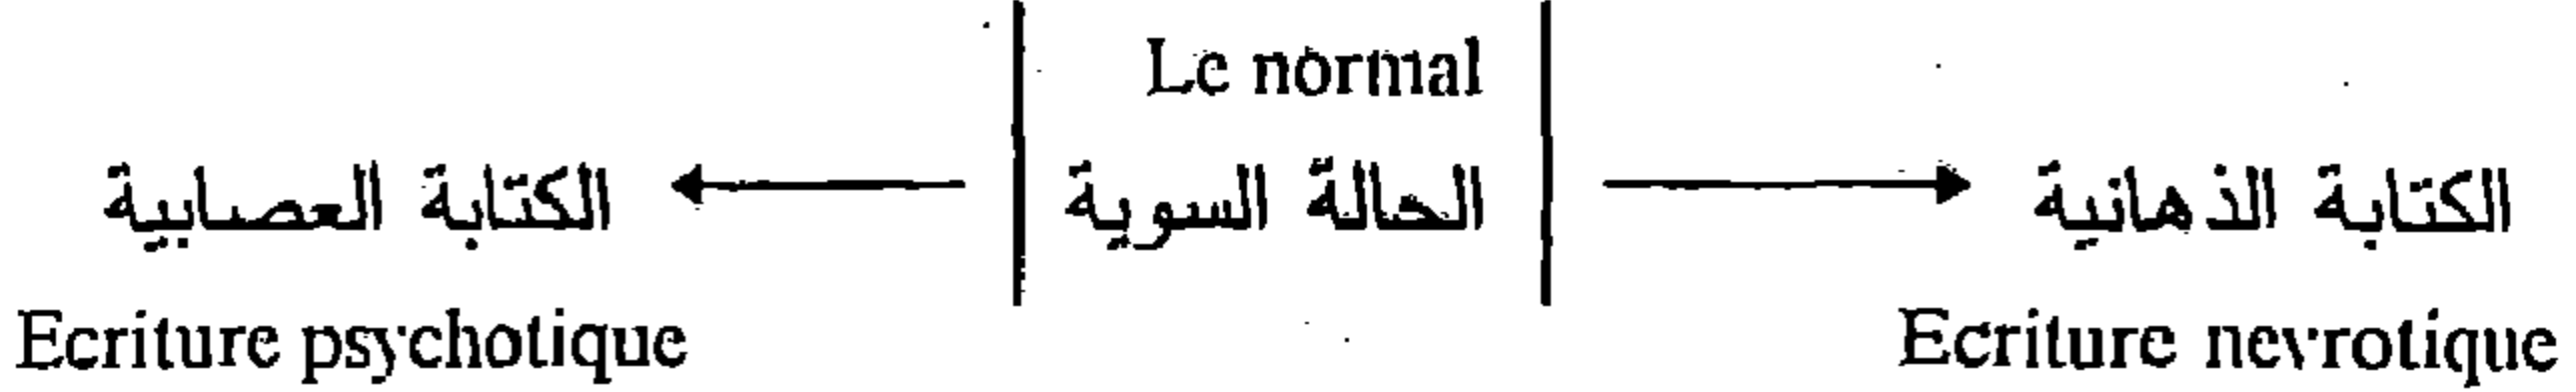 Le normal
الكتابة الذهانية الحالة السوية الكتابة العصابية
Ecriture psychotique Ecriture nevrotique